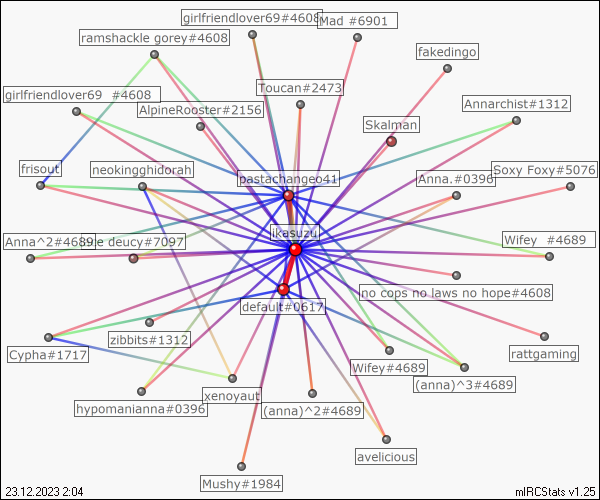 girlfriendlover69#4608
Mad #6901
ramshackle gorey#4608
fakedingo
girlfriendlover69 #4608
Toucan#2473
AlpineRooster#2156
Annarchist#1312
Skalman
frisout
neokingghidorah
pastachangeo41
Anna.#0396
Soxy Foxy#5076
ikasuzu
Anna^2#4689
deucy#7097
Wifey #4689
no cops no laws no hope#4608
default#0617
zibbits#1312
Cypha#1717
rattgaming
Wifey#4689
(anna)^3#4689
xenoyaut
hypomanianna#0396
(anna)^2#4689
avelicious
Mushy#1984
23.12.2023 2:04
mIRCStats v1.25